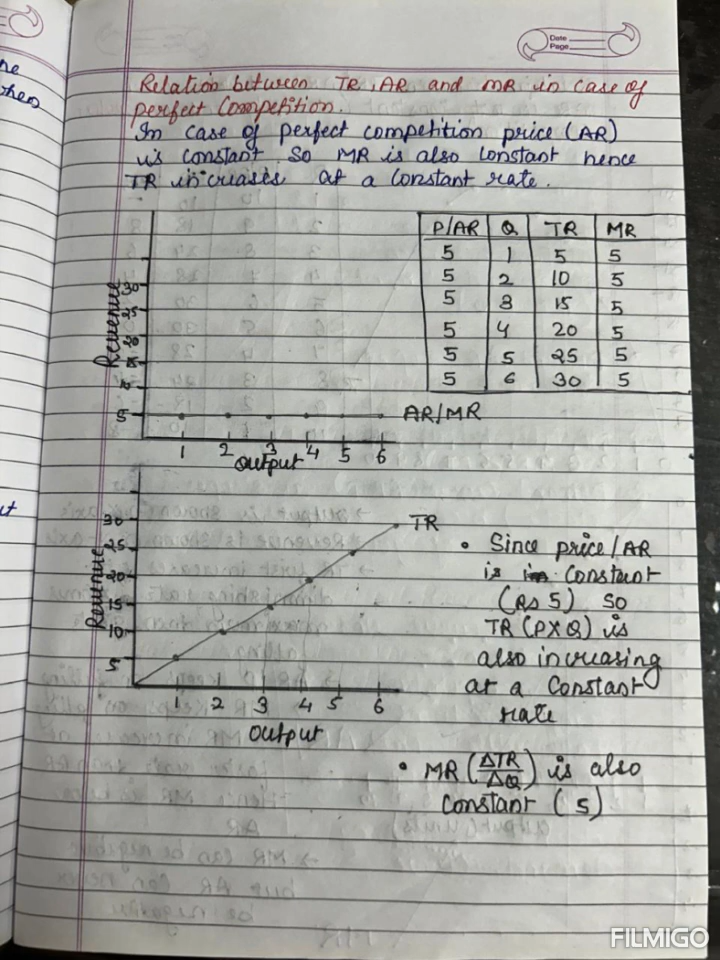 Date
Page
he
then
Relation between TR, AR and MR in case of
perfect Competition.
In case of perfect competition price (AR)
is constant so MR is also constant hence
TR increases at a constant rate.
P/AR Q TR MR
5 1 5 5
5 2 10 5
5 3 15 5
5 4 20 5
5 5 25 5
5 6 30 5
Revenue
30
25
20
15
10
5
AR/MR
1 2 3 4 5 6
Output
Revenue
30
25
20
15
10
5
TR
1 2 3 4 5 6
Output
• Since price/AR
is constant
(Rs 5) so
TR (P×Q) is
also increasing
at a constant
rate
• MR (ΔTR/ΔQ) is also
constant (5)
FILMIGO